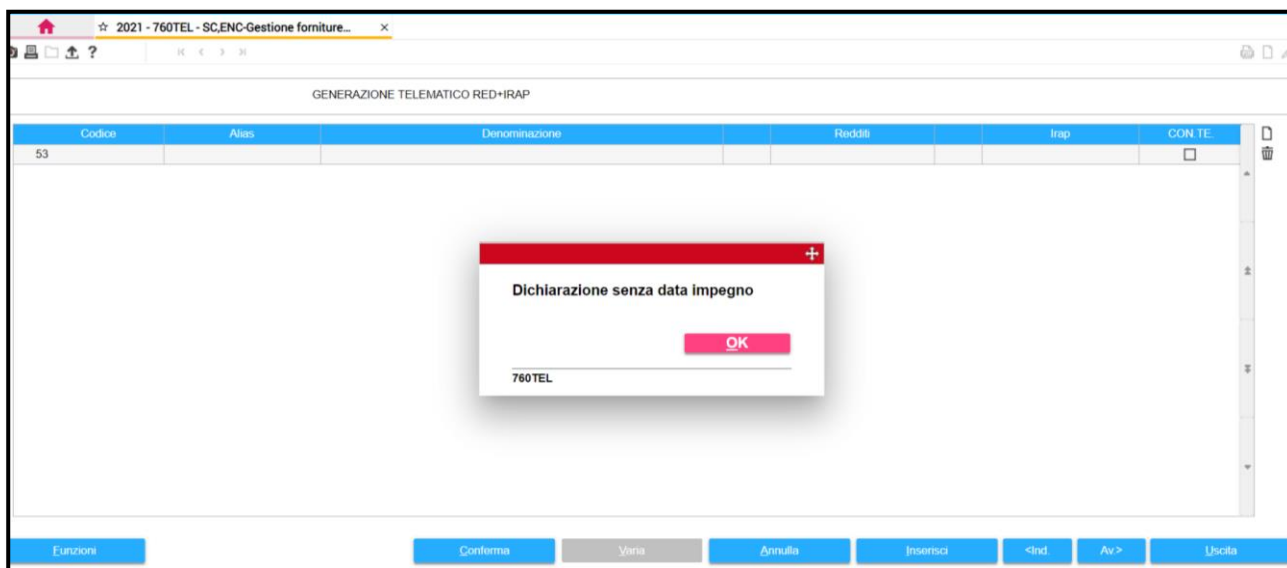 2021 - 760TEL - SC,ENC-Gestione forniture...
?
GENERAZIONE TELEMATICO RED+IRAP
Codice Alias Denominazione Redditi Irap CON.TE.
53
Dichiarazione senza data impegno
OK
760TEL
Funzioni Conferma Varia Annulla Inserisci <Ind. Av.> Uscita